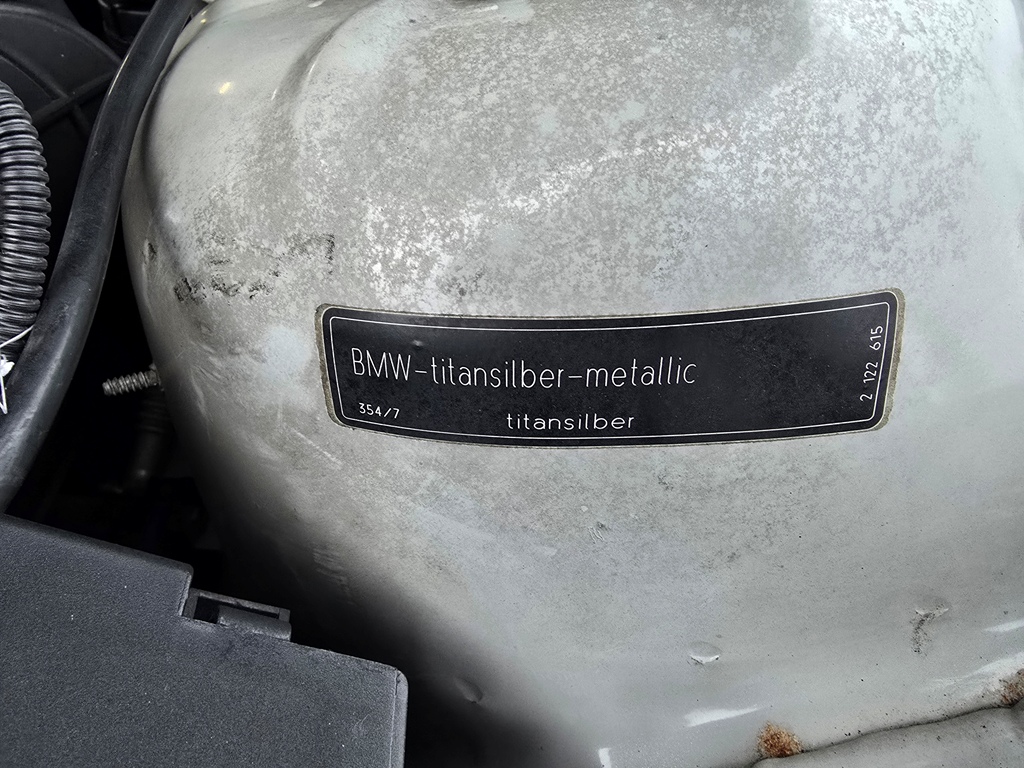 BMW-titansilber-metallic
354/7
titansilber
2 122 615